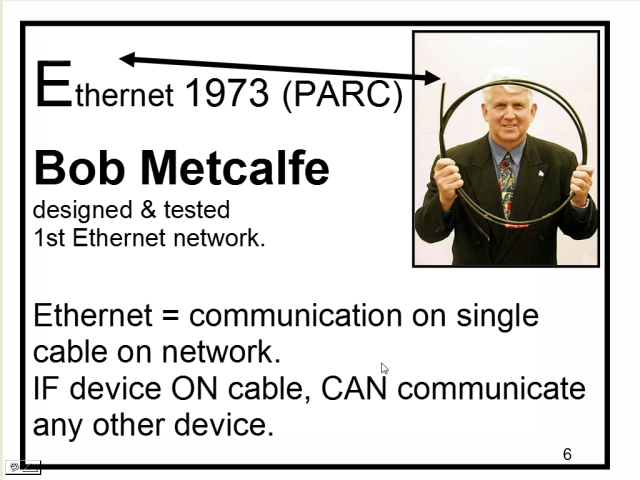 Ethernet 1973 (PARC)
Bob Metcalfe
designed & tested
1st Ethernet network.
Ethernet = communication on single
cable on network.
IF device ON cable, CAN communicate
any other device.
6